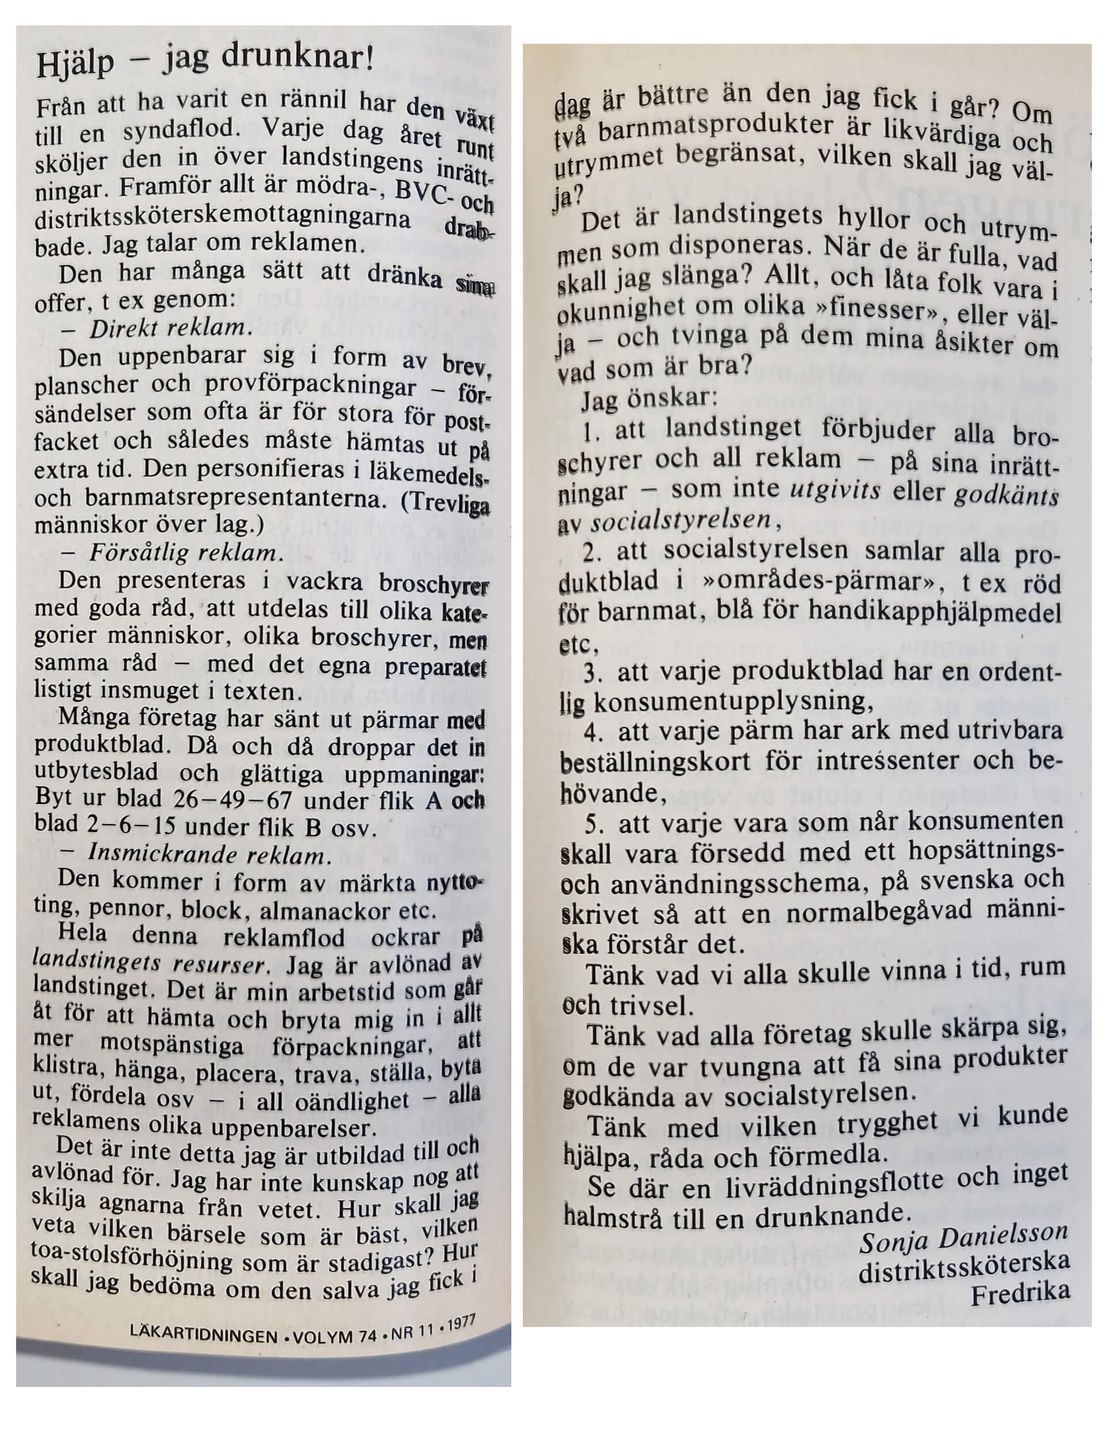 Hjälp – jag drunknar!
Från att ha varit en rännil har den växt
till en syndaflod. Varje dag året runt
sköljer den in över landstingens inrätt-
ningar. Framför allt är mödra-, BVC- och
distriktssköterskemottagningarna drab-
bade. Jag talar om reklamen.
Den har många sätt att dränka sina
offer, t ex genom:
– Direkt reklam.
Den uppenbarar sig i form av brev,
planscher och provförpackningar – för-
sändelser som ofta är för stora för post-
facket och således måste hämtas ut på
extra tid. Den personifieras i läkemedels-
och barnmatsrepresentanterna. (Trevliga
människor över lag.)
– Försåtlig reklam.
Den presenteras i vackra broschyrer
med goda råd, att utdelas till olika kate-
gorier människor, olika broschyrer, men
samma råd – med det egna preparatet
listigt insmuget i texten.
Många företag har sänt ut pärmar med
produktblad. Då och då droppar det in
utbytesblad och glättiga uppmaningar:
Byt ur blad 26–49–67 under flik A och
blad 2–6–15 under flik B osv.
– Insmickrande reklam.
Den kommer i form av märkta nytto-
ting, pennor, block, almanackor etc.
Hela denna reklamflod ockrar på
landstingets resurser. Jag är avlönad av
landstinget. Det är min arbetstid som går
åt för att hämta och bryta mig in i allt
mer motspänstiga förpackningar, att
klistra, hänga, placera, trava, ställa, byta
ut, fördela osv – i all oändlighet – alla
reklamens olika uppenbarelser.
Det är inte detta jag är utbildad till och
avlönad för. Jag har inte kunskap nog att
skilja agnarna från vetet. Hur skall jag
veta vilken bärsele som är bäst, vilken
toa-stolsförhöjning som är stadigast? Hur
skall jag bedöma om den salva jag fick i
LÄKARTIDNINGEN • VOLYM 74 • NR 11 • 1977
dag är bättre än den jag fick i går? Om
två barnmatsprodukter är likvärdiga och
utrymmet begränsat, vilken skall jag väl-
ja?
Det är landstingets hyllor och utrym-
men som disponeras. När de är fulla, vad
skall jag slänga? Allt, och låta folk vara i
okunnighet om olika »finesser», eller väl-
ja – och tvinga på dem mina åsikter om
vad som är bra?
Jag önskar:
1. att landstinget förbjuder alla bro-
schyrer och all reklam – på sina inrätt-
ningar – som inte utgivits eller godkänts
av socialstyrelsen,
2. att socialstyrelsen samlar alla pro-
duktblad i »områdes-pärmar», t ex röd
för barnmat, blå för handikapphjälpmedel
etc,
3. att varje produktblad har en ordent-
lig konsumentupplysning,
4. att varje pärm har ark med utrivbara
beställningskort för intressenter och be-
hövande,
5. att varje vara som når konsumenten
skall vara försedd med ett hopsättnings-
och användningsschema, på svenska och
skrivet så att en normalbegåvad männi-
ska förstår det.
Tänk vad vi alla skulle vinna i tid, rum
och trivsel.
Tänk vad alla företag skulle skärpa sig,
om de var tvungna att få sina produkter
godkända av socialstyrelsen.
Tänk med vilken trygghet vi kunde
hjälpa, råda och förmedla.
Se där en livräddningsflotte och inget
halmstrå till en drunknande.
Sonja Danielsson
distriktssköterska
Fredrika